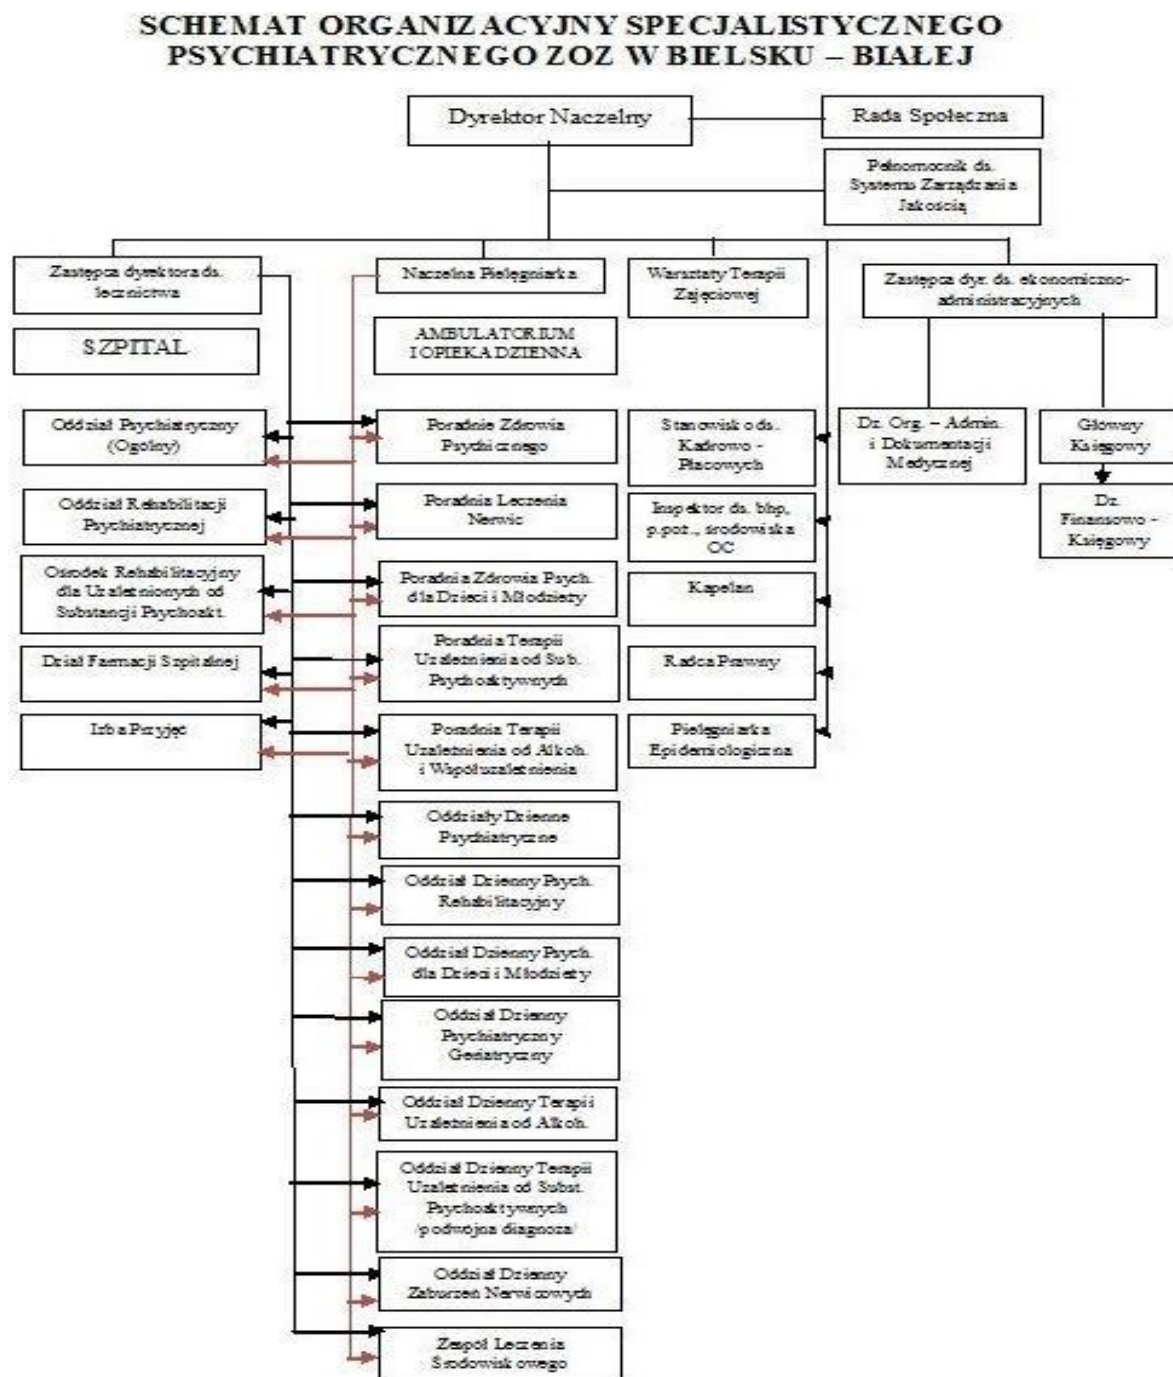 SCHEMAT ORGANIZACYJNY SPECJALISTYCZNEGO
PSYCHIATRYCZNEGO ZOZ W BIELSKU – BIAŁEJ
Dyrektor Naczelny
Rada Społeczna
Pełnomocnik ds.
Systemu Zarządzania
Jakością
Zastępca dyrektora ds.
lecznictwa
Naczelna Pielęgniarka
Warsztaty Terapii
Zajęciowej
Zastępca dyr. ds. ekonomiczno-
administracyjnych
SZPITAL
AMBULATORIUM
I OPIEKA DZIENNA
Oddział Psychiatryczny
(Ogólny)
Oddział Rehabilitacji
Psychiatrycznej
Ośrodek Rehabilitacyjny
dla Uzależnionych od
Substancji Psychoakt.
Dział Farmacji Szpitalnej
Izba Przyjęć
Poradnie Zdrowia
Psychicznego
Poradnia Leczenia
Nerwic
Poradnia Zdrowia Psych.
dla Dzieci i Młodzieży
Poradnia Terapii
Uzależnienia od Sub.
Psychoaktywnych
Poradnia Terapii
Uzależnienia od Alkoh.
i Współuzależnienia
Oddziały Dzienne
Psychiatryczne
Oddział Dzienny Psych.
Rehabilitacyjny
Oddział Dzienny Psych.
dla Dzieci i Młodzieży
Oddział Dzienny
Psychiatryczny
Geriatryczny
Oddział Dzienny Terapii
Uzależnienia od Alkoh.
Oddział Dzienny Terapii
Uzależnienia od Subst.
Psychoaktywnych
/podwójna diagnoza/
Oddział Dzienny
Zaburzeń Nerwicowych
Zespół Leczenia
Środowiskowego
Stanowisko ds.
Kadrowo -
Płacowych
Inspektor ds. bhp,
p.poż.., środowiska
OC
Kapelan
Radca Prawny
Pielęgniarka
Epidemiologiczna
Dz. Org. – Admin.
i Dokumentacji
Medycznej
Główny
Księgowy
Dz.
Finansowo -
Księgowy